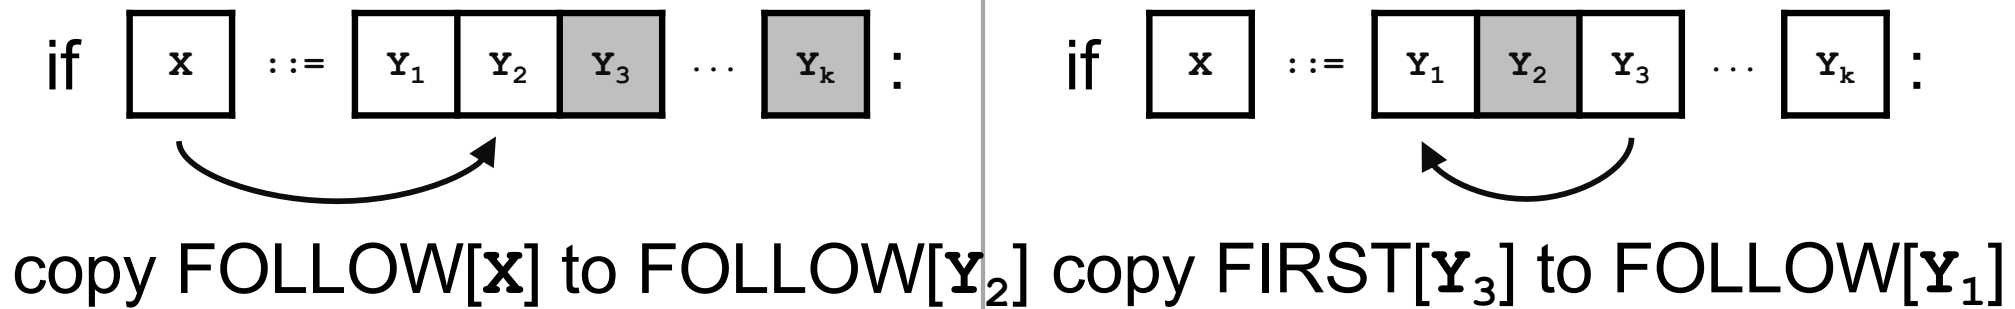 if X ::= Y₁ Y₂ Y₃ ... Yₖ :
copy FOLLOW[X] to FOLLOW[Y₂]
if X ::= Y₁ Y₂ Y₃ ... Yₖ :
copy FIRST[Y₃] to FOLLOW[Y₁]